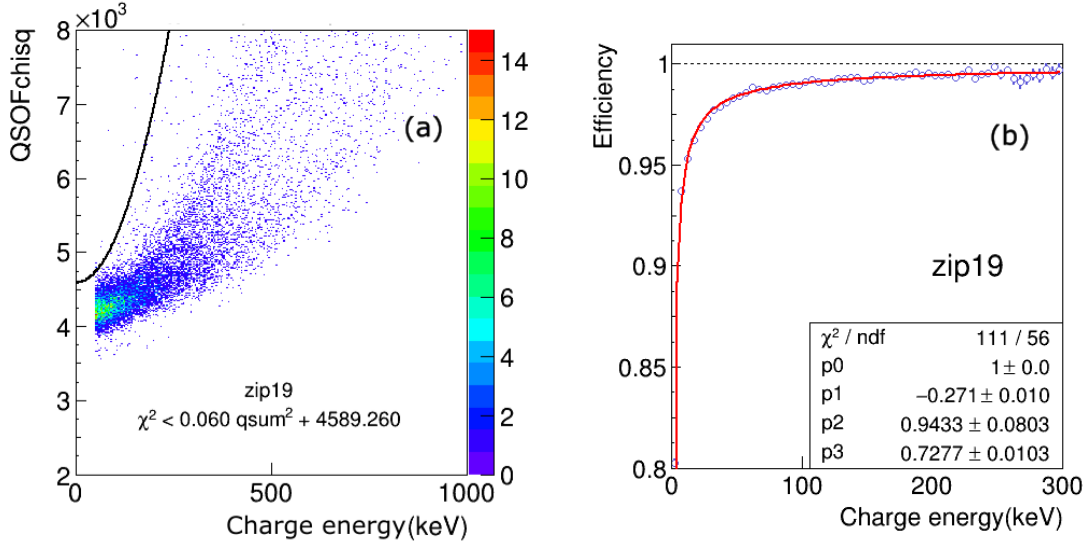 ×10³
8
7
6
5
4
3
2
QSOFchisq
(a)
zip19
χ² < 0.060 qsum² + 4589.260
0
500
1000
Charge energy(keV)
14
12
10
8
6
4
2
0
Efficiency
1
0.95
0.9
0.85
0.8
(b)
zip19
χ² / ndf 111 / 56
p0 1 ± 0.0
p1 −0.271 ± 0.010
p2 0.9433 ± 0.0803
p3 0.7277 ± 0.0103
0
100
200
300
Charge energy(keV)